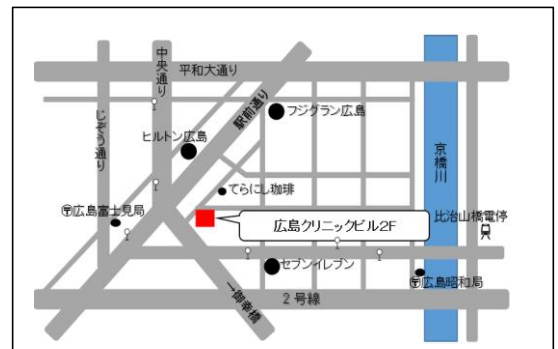 中央通り
平和大通り
じぞう通り
駅前通り
フジグラン広島
ヒルトン広島
京橋川
てらにし珈琲
〶広島富士見局
広島クリニックビル2F
比治山橋電停
セブンイレブン
〶広島昭和局
→御幸橋
2号線